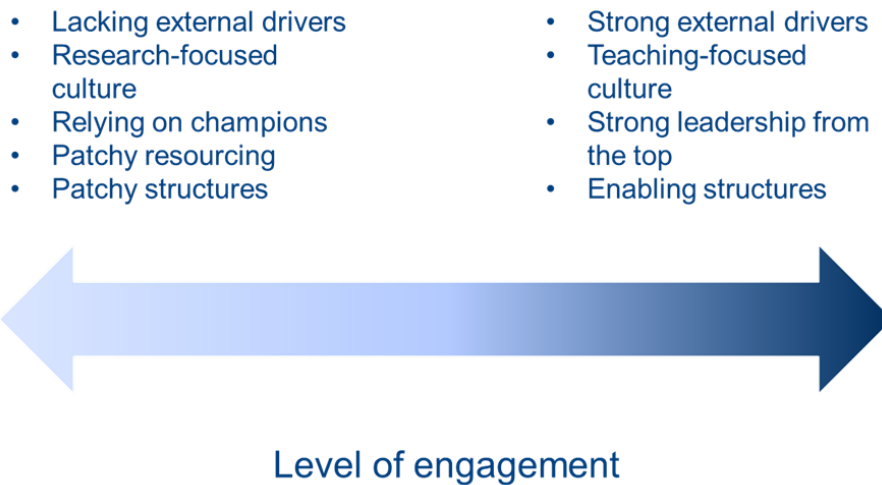 • Lacking external drivers
• Research-focused
culture
• Relying on champions
• Patchy resourcing
• Patchy structures
• Strong external drivers
• Teaching-focused
culture
• Strong leadership from
the top
• Enabling structures
Level of engagement